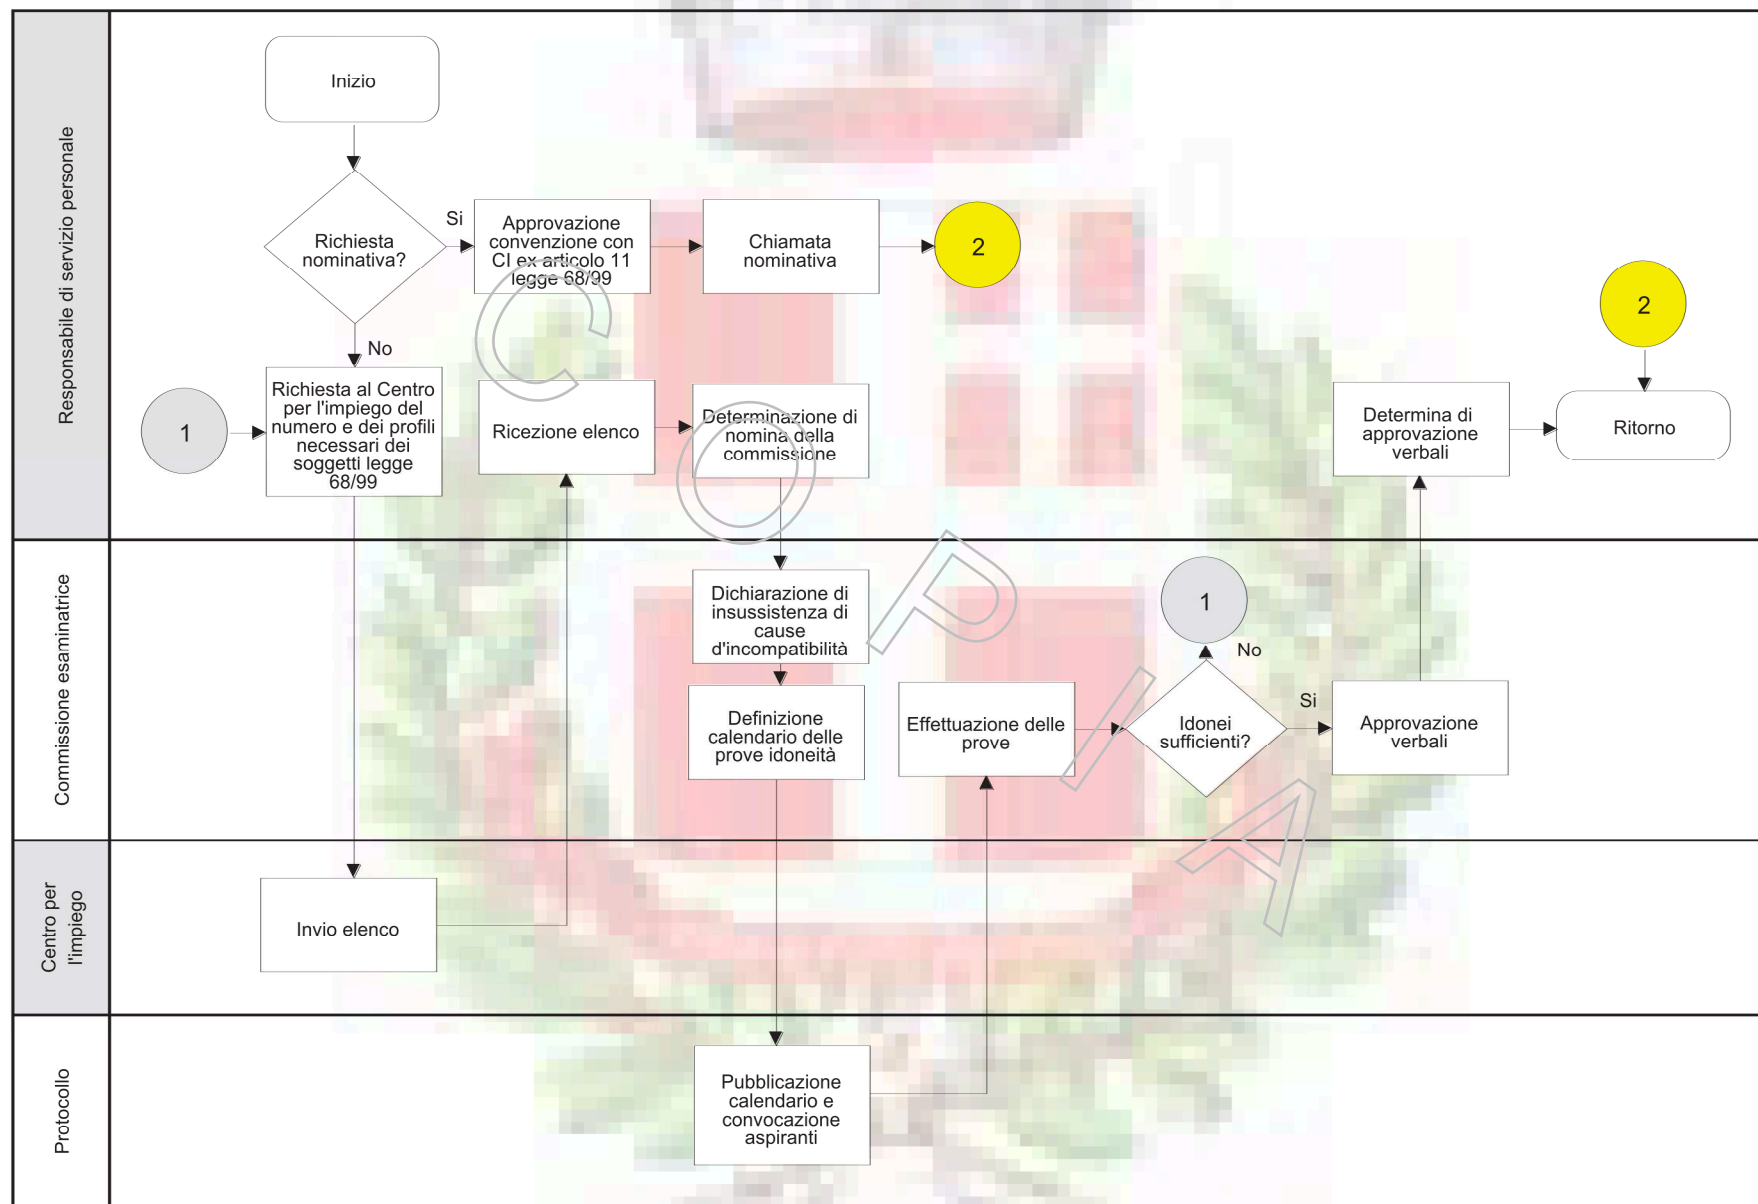 Responsabile di servizio personale
Inizio
Richiesta
nominativa?
Si
Approvazione
convenzione con
CI ex articolo 11
legge 68/99
Chiamata
nominativa
2
No
1
Richiesta al Centro
per l'impiego del
numero e dei profili
necessari dei
soggetti legge
68/99
Ricezione elenco
Determinazione di
nomina della
commissione
2
Determina di
approvazione
verbali
Ritorno
Commissione esaminatrice
Dichiarazione di
insussistenza di
cause
d'incompatibilità
Definizione
calendario delle
prove idoneità
Effettuazione delle
prove
1
No
Idonei
sufficienti?
Si
Approvazione
verbali
Centro per
l'impiego
Invio elenco
Protocollo
Pubblicazione
calendario e
convocazione
aspiranti
COPIA